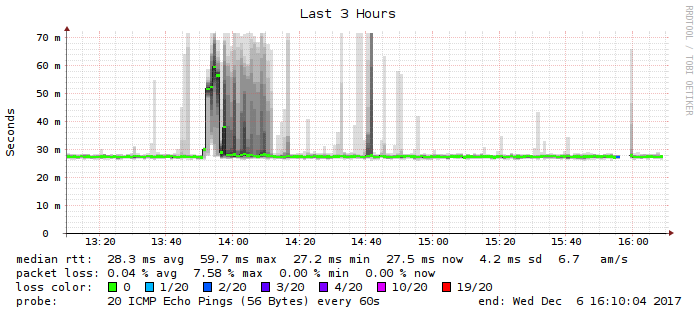 Last 3 Hours
RRDTOOL / TOBI OETIKER
Seconds
70 m
60 m
50 m
40 m
30 m
20 m
10 m
0
13:20 13:40 14:00 14:20 14:40 15:00 15:20 15:40 16:00
median rtt: 28.3 ms avg 59.7 ms max 27.2 ms min 27.5 ms now 4.2 ms sd 6.7 am/s
packet loss: 0.04 % avg 7.58 % max 0.00 % min 0.00 % now
loss color: 0 1/20 2/20 3/20 4/20 10/20 19/20
probe: 20 ICMP Echo Pings (56 Bytes) every 60s end: Wed Dec 6 16:10:04 2017